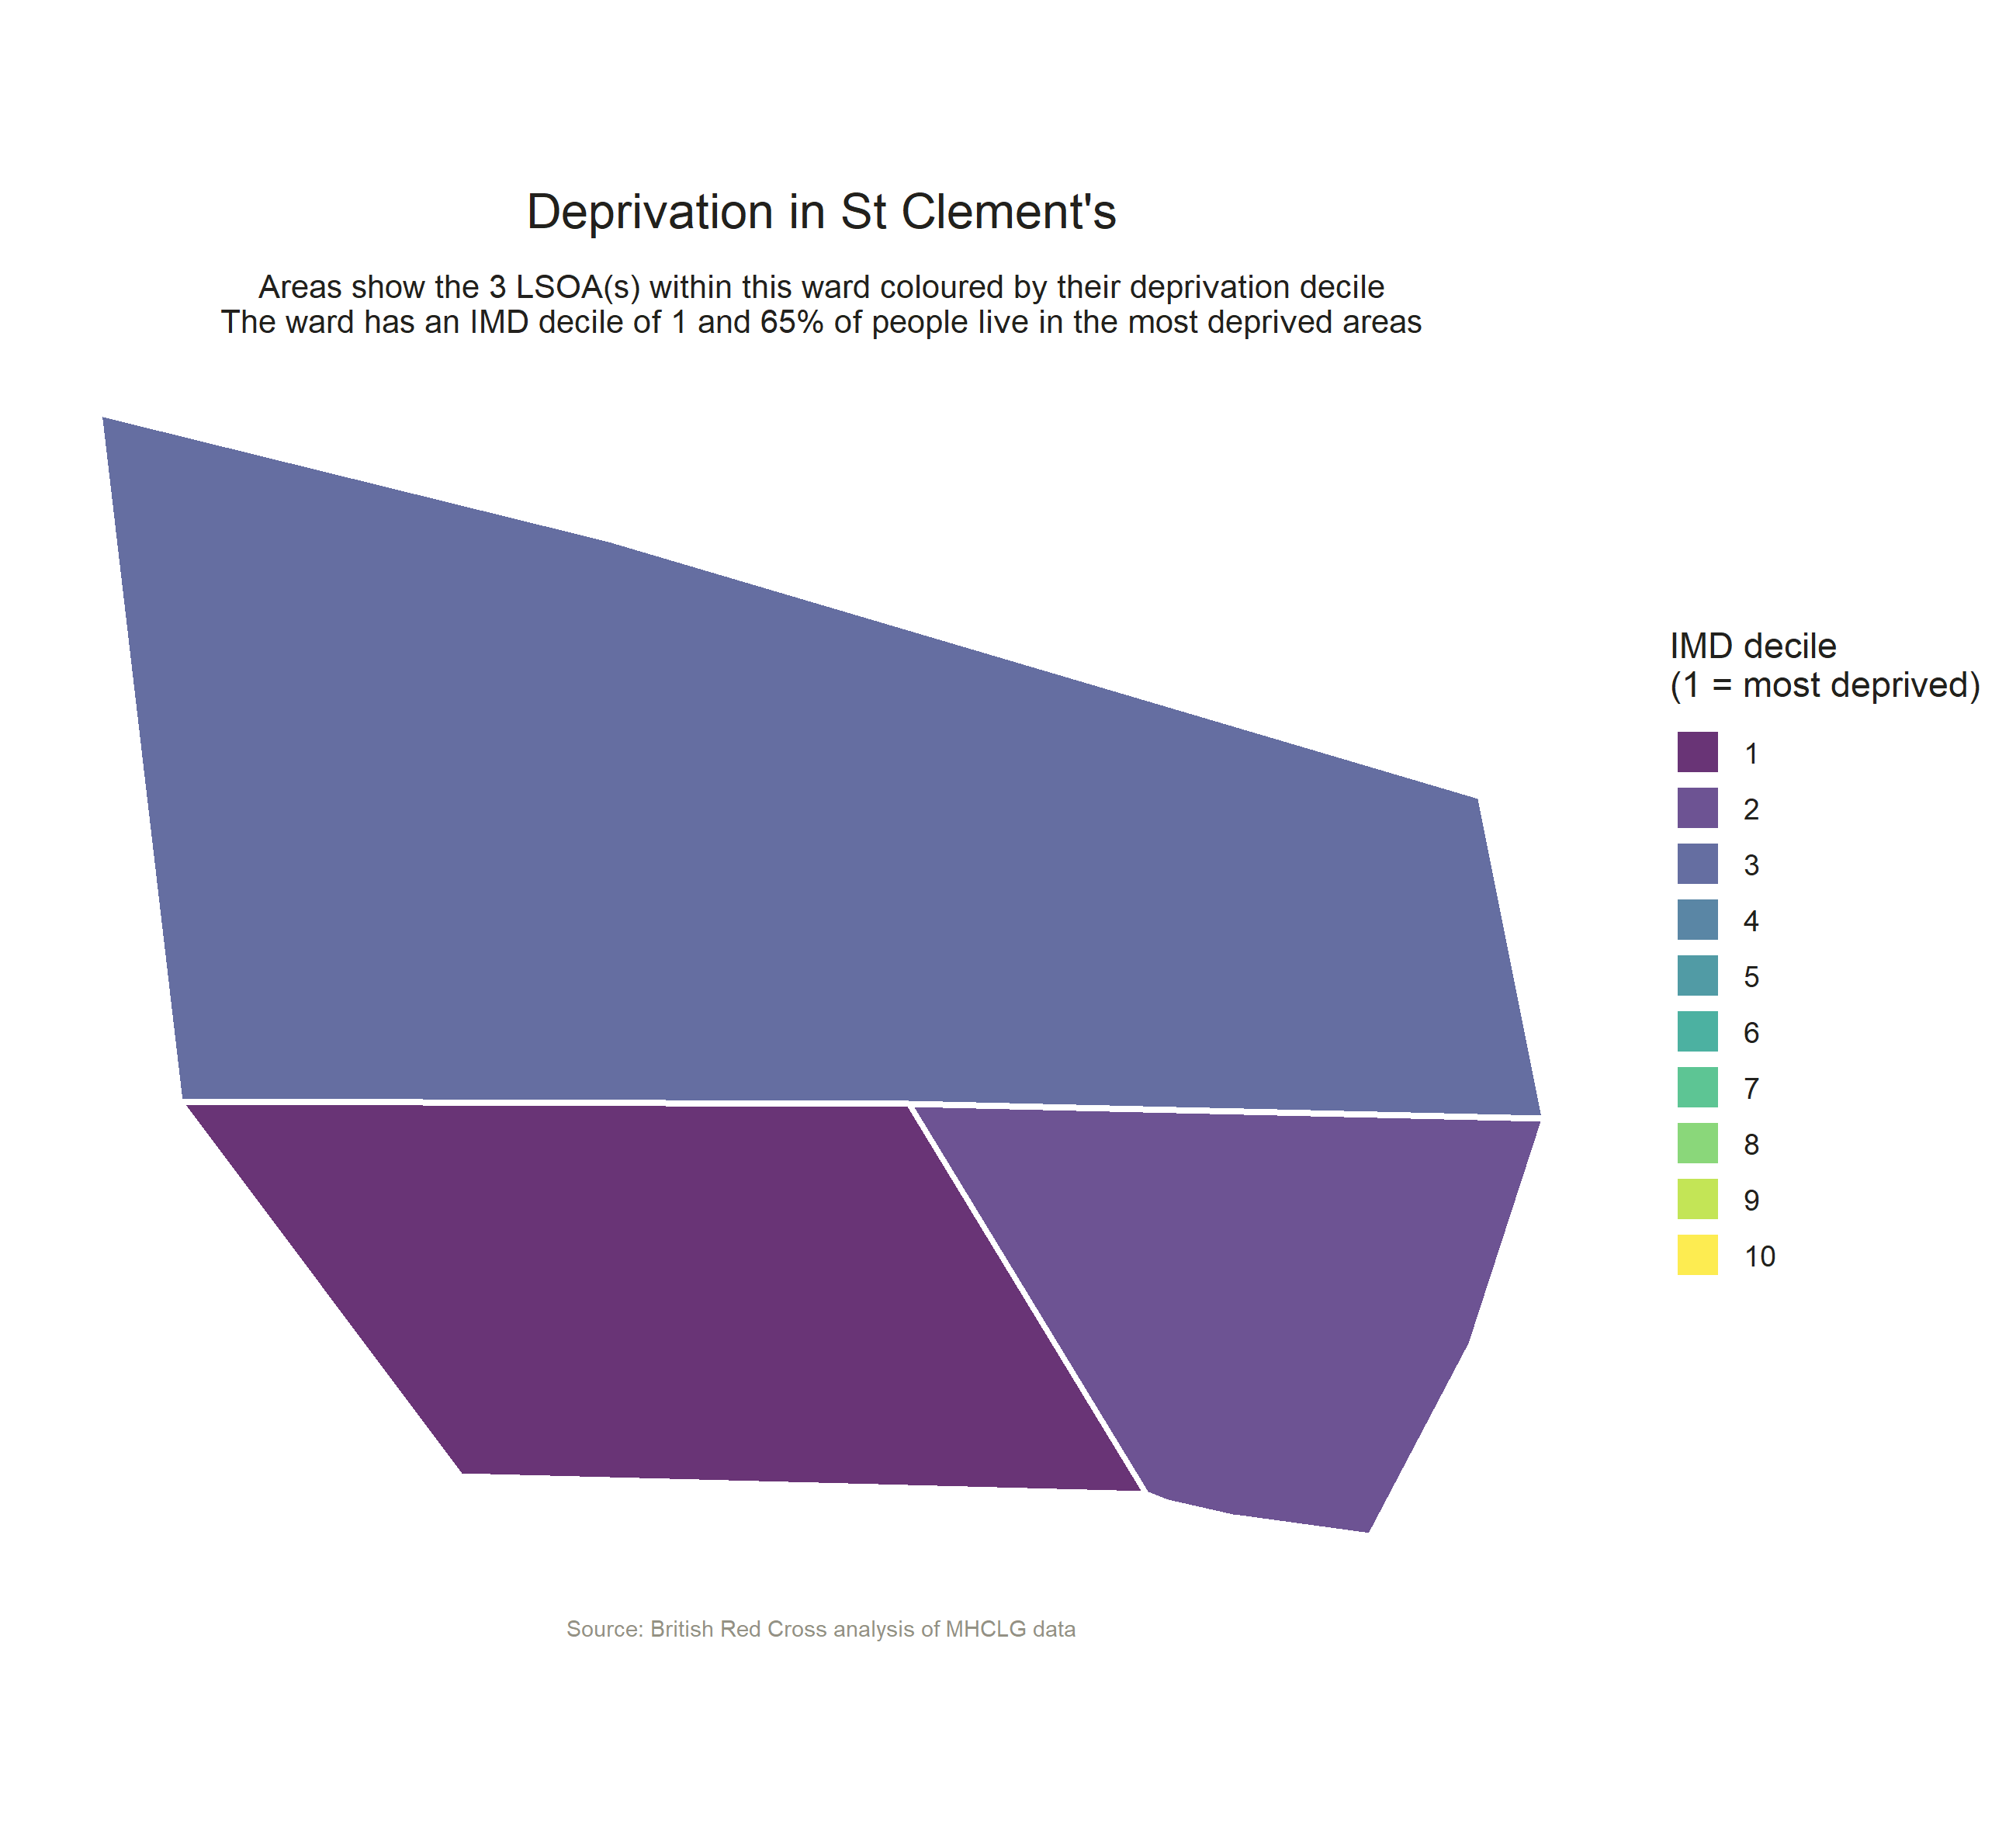 Deprivation in St Clement's
Areas show the 3 LSOA(s) within this ward coloured by their deprivation decile
The ward has an IMD decile of 1 and 65% of people live in the most deprived areas
IMD decile
(1 = most deprived)
1
2
3
4
5
6
7
8
9
10
Source: British Red Cross analysis of MHCLG data